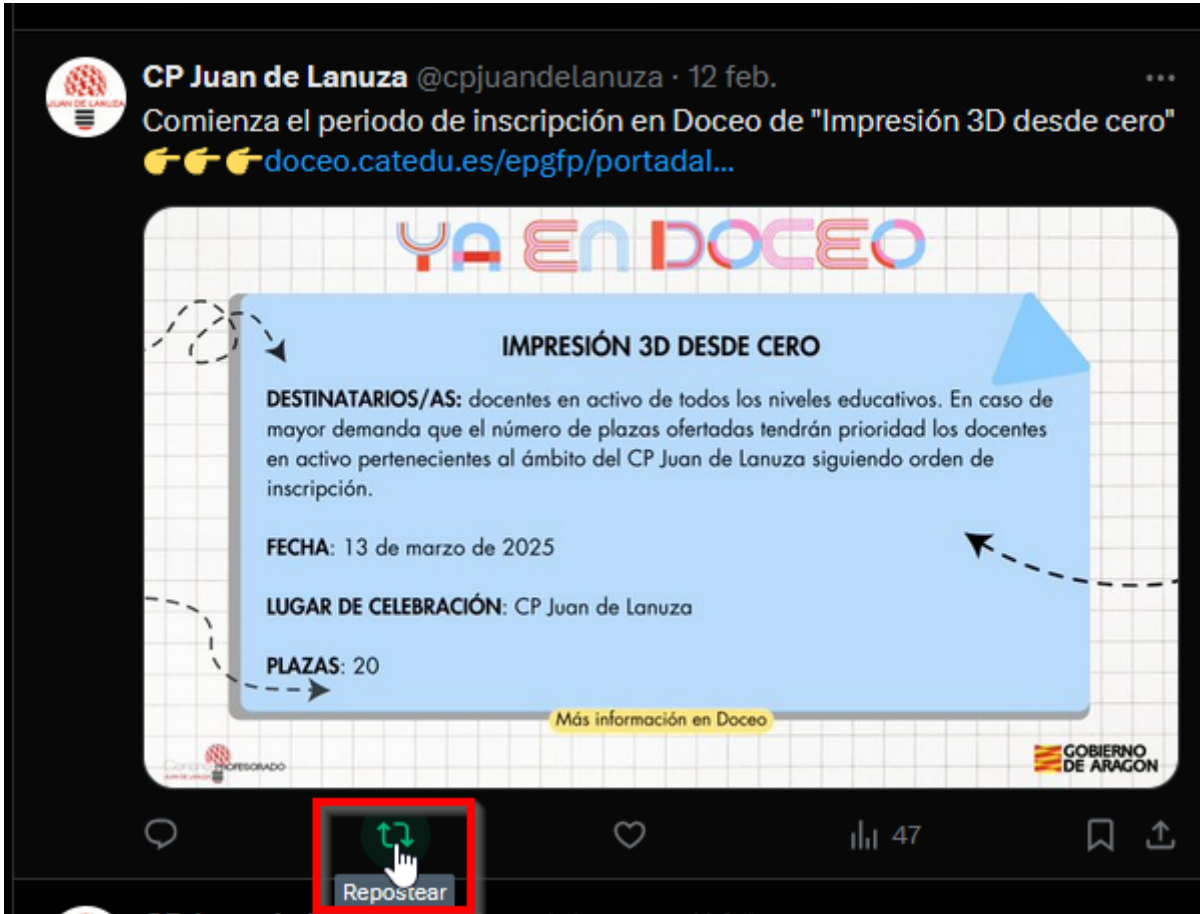 CP Juan de Lanuza @cpjuandelanuza · 12 feb.
Comienza el periodo de inscripción en Doceo de "Impresión 3D desde cero"
👉👉👉doceo.catedu.es/epgfp/portadal...
YA EN DOCEO
IMPRESIÓN 3D DESDE CERO
DESTINATARIOS/AS: docentes en activo de todos los niveles educativos. En caso de
mayor demanda que el número de plazas ofertadas tendrán prioridad los docentes
en activo pertenecientes al ámbito del CP Juan de Lanuza siguiendo orden de
inscripción.
FECHA: 13 de marzo de 2025
LUGAR DE CELEBRACIÓN: CP Juan de Lanuza
PLAZAS: 20
Más información en Doceo
PROFESORADO
JUAN DE LANUZA
GOBIERNO
DE ARAGON
47
Repostear